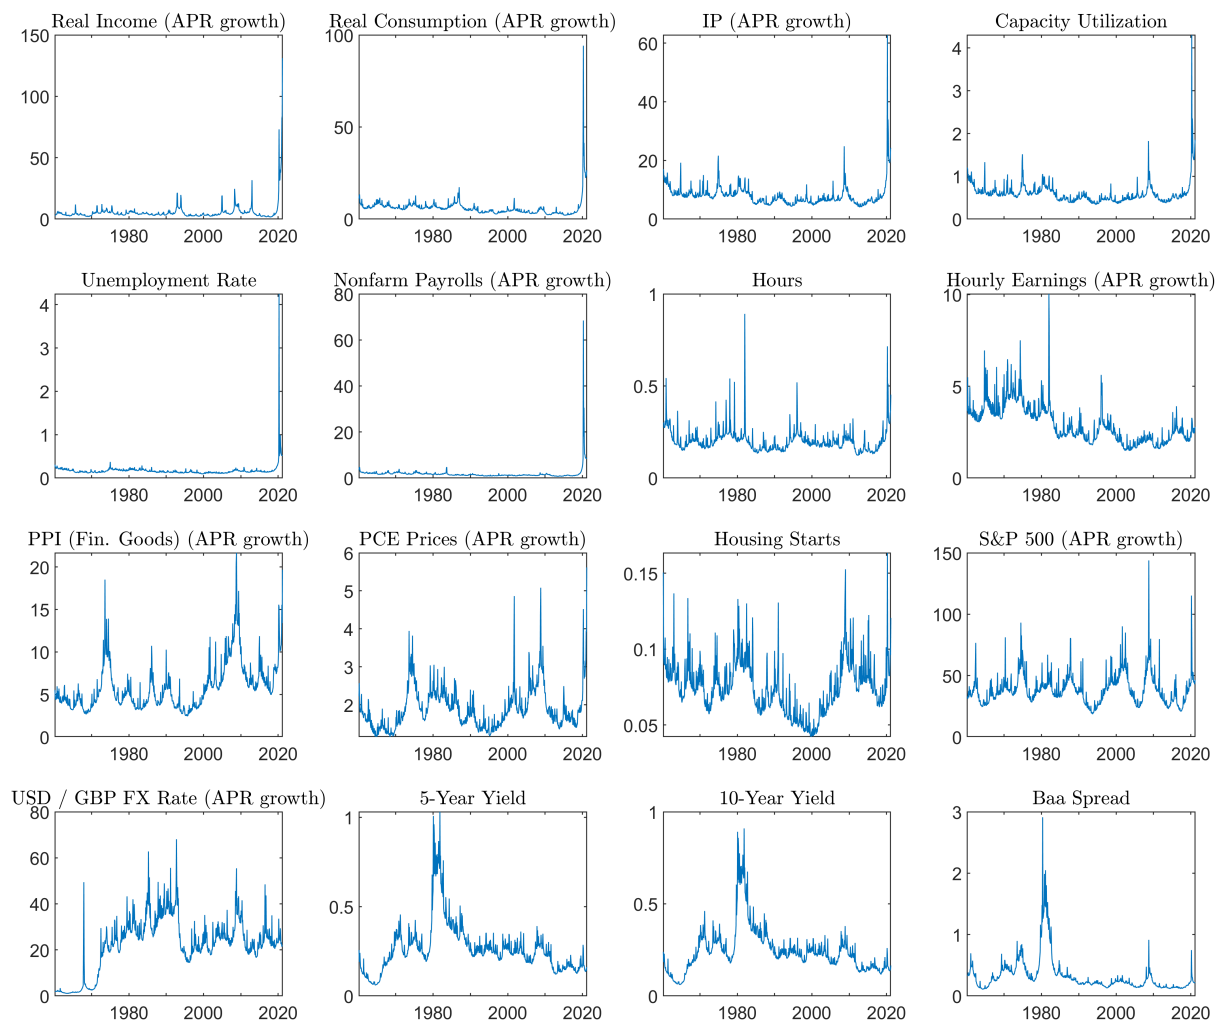 Real Income (APR growth) Real Consumption (APR growth) IP (APR growth) Capacity Utilization
150 100 60 4
100 50 40 3
50 0 20 2
0 0 1
0
1980 2000 2020 1980 2000 2020 1980 2000 2020 1980 2000 2020
Unemployment Rate Nonfarm Payrolls (APR growth) Hours Hourly Earnings (APR growth)
4 80 1 10
3 60 0.5 5
2 40 0 0
1 20
0 0
1980 2000 2020 1980 2000 2020 1980 2000 2020 1980 2000 2020
PPI (Fin. Goods) (APR growth) PCE Prices (APR growth) Housing Starts S&P 500 (APR growth)
20 6 0.15 150
15 5 0.1 100
10 4 0.05 50
5 3 0
0 2
1980 2000 2020 1980 2000 2020 1980 2000 2020 1980 2000 2020
USD / GBP FX Rate (APR growth) 5-Year Yield 10-Year Yield Baa Spread
80 1 1 3
60 0.5 0.5 2
40 0 0 1
20 0
0
1980 2000 2020 1980 2000 2020 1980 2000 2020 1980 2000 2020